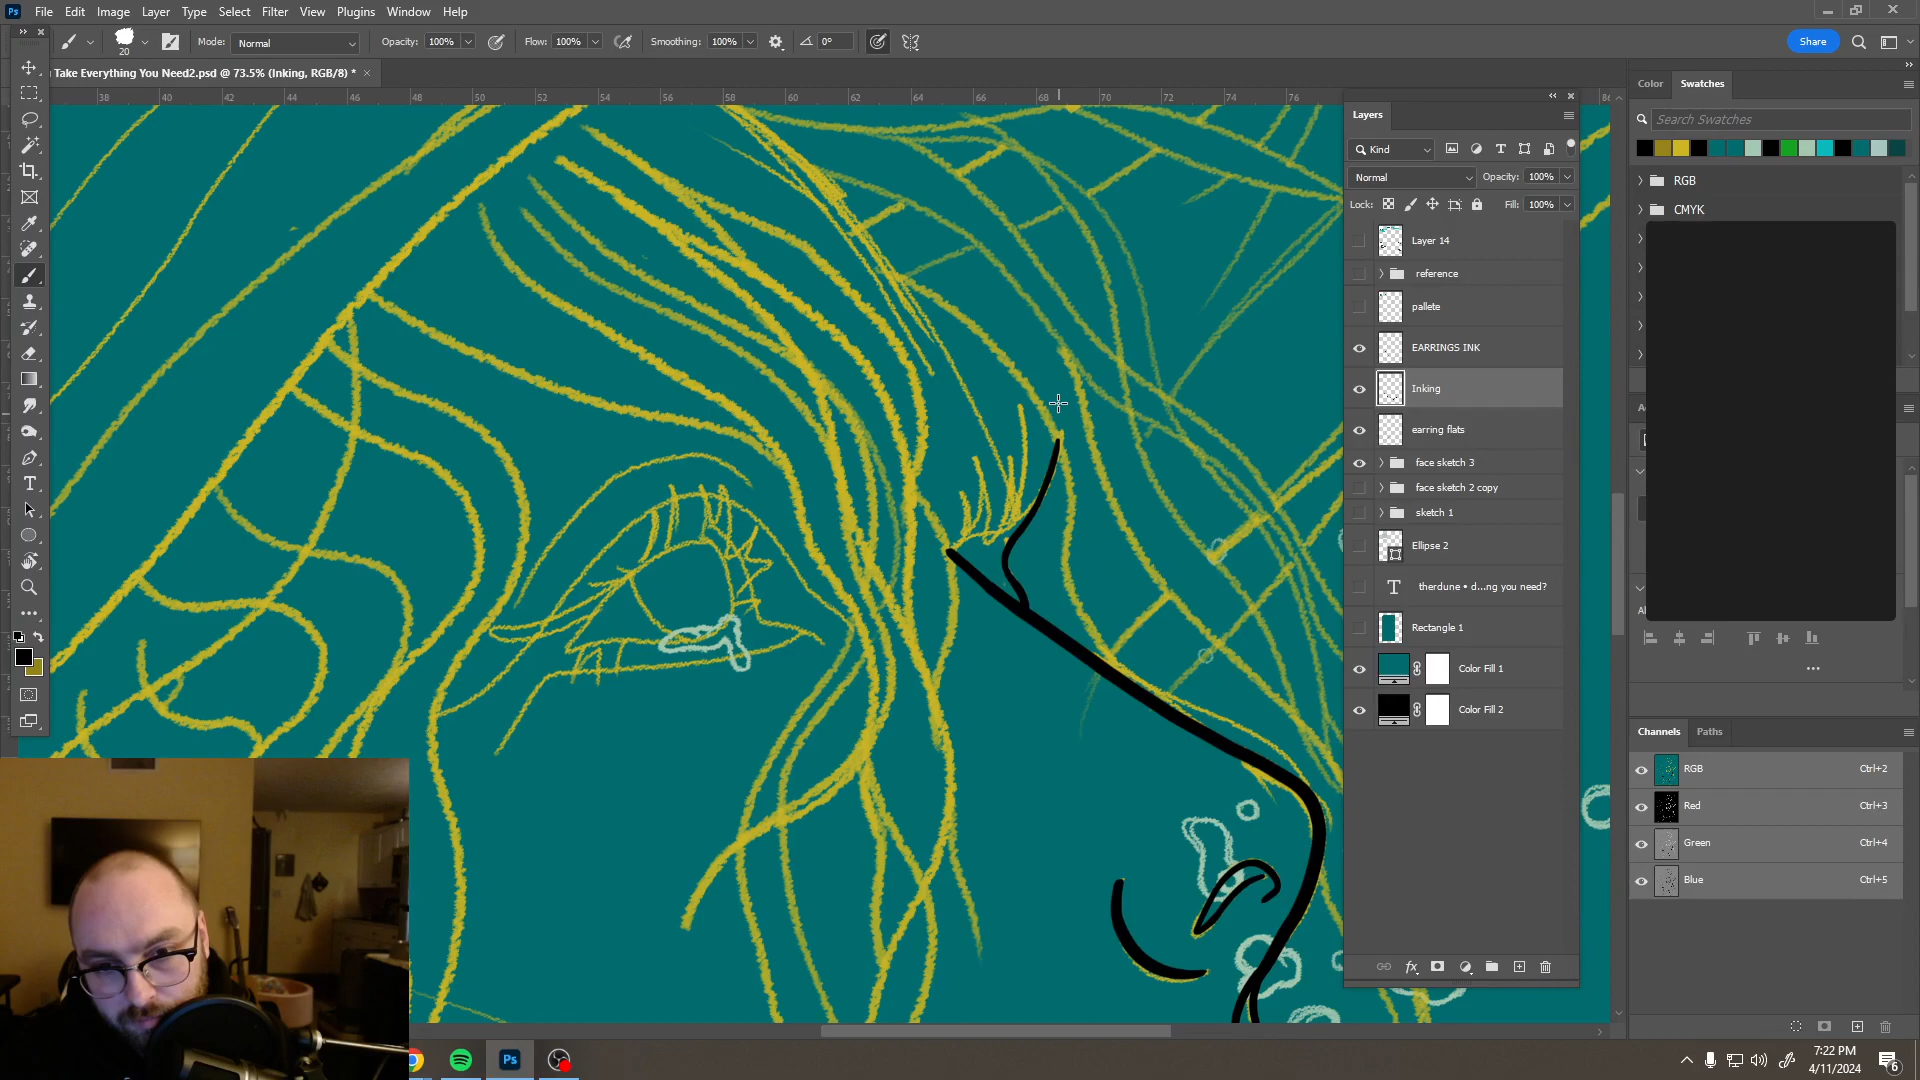 Ps File Edit Image Layer Type Select Filter View Plugins Window Help
20 Mode: Normal Opacity: 100% Flow: 100% Smoothing: 100% 0° Share
Take Everything You Need2.psd @ 73.5% (Inking, RGB/8) *
38 40 42 44 46 48 50 52 54 56 58 60 62 64 66 68 70 72 74 76
Layers
Kind
Normal Opacity: 100%
Lock: Fill: 100%
Layer 14
reference
pallete
EARRINGS INK
Inking
earring flats
face sketch 3
face sketch 2 copy
sketch 1
Ellipse 2
T therdune • d...ng you need?
Rectangle 1
Color Fill 1
Color Fill 2
fx
Color Swatches
Search Swatches
RGB
CMYK
Channels Paths
RGB Ctrl+2
Red Ctrl+3
Green Ctrl+4
Blue Ctrl+5
Ps
7:22 PM
4/11/2024
6